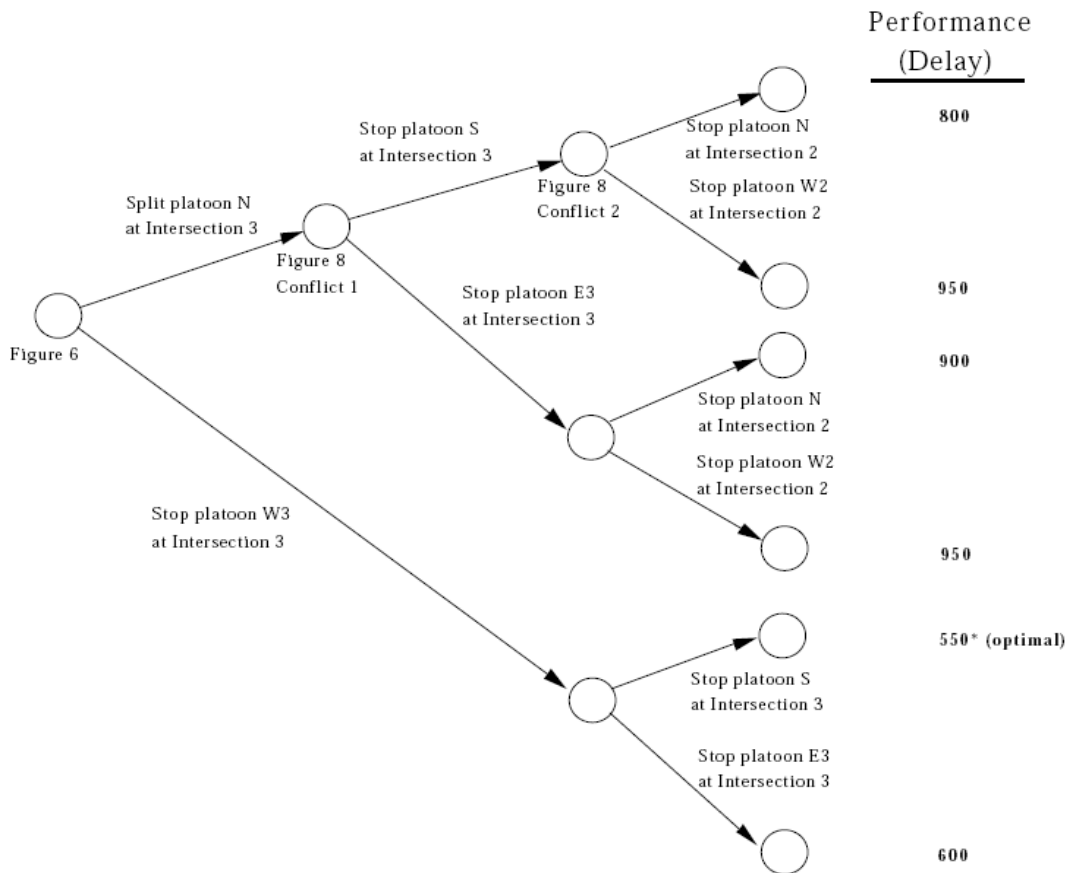 Performance
(Delay)
800
Stop platoon S
at Intersection 3
Stop platoon N
at Intersection 2
Figure 8
Conflict 2
Stop platoon W2
at Intersection 2
Split platoon N
at Intersection 3
Figure 8
Conflict 1
Stop platoon E3
at Intersection 3
950
Figure 6
900
Stop platoon N
at Intersection 2
Stop platoon W2
at Intersection 2
Stop platoon W3
at Intersection 3
950
550* (optimal)
Stop platoon S
at Intersection 3
Stop platoon E3
at Intersection 3
600